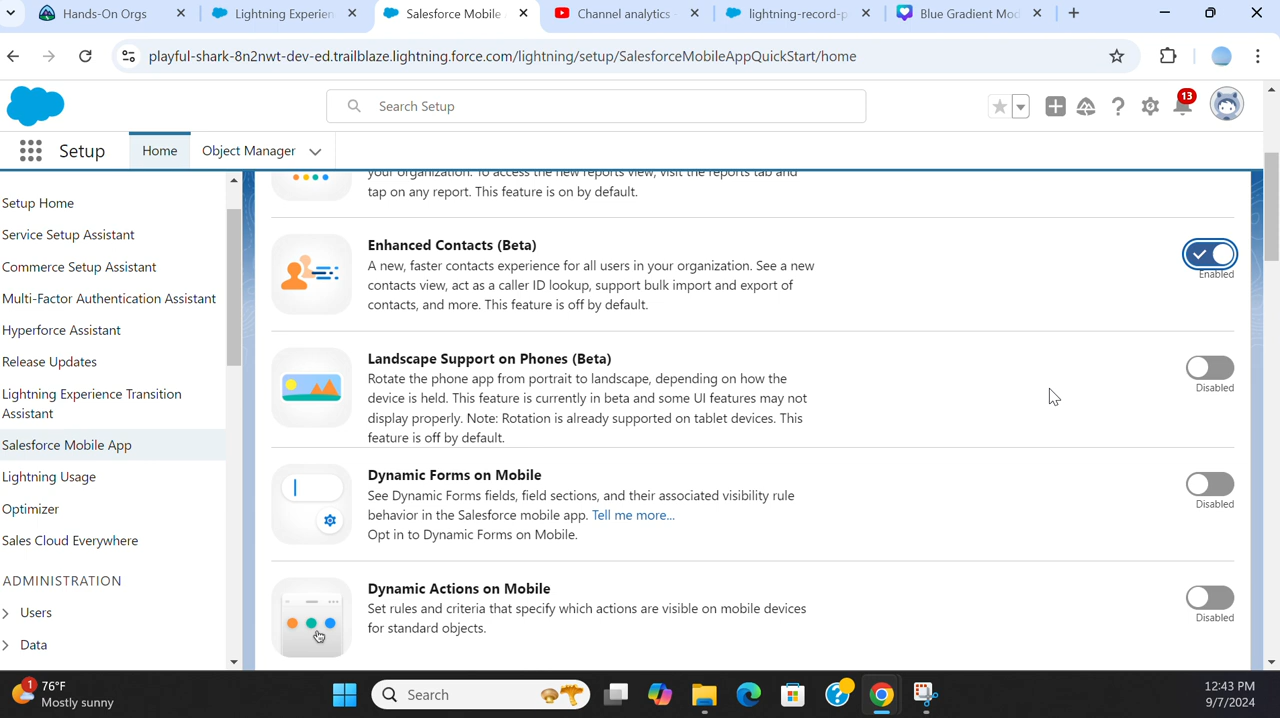 Hands-On Orgs
Lightning Experien
Salesforce Mobile
Channel analytics
lightning-record-p
Blue Gradient Mod
playful-shark-8n2nwt-dev-ed.trailblaze.lightning.force.com/lightning/setup/SalesforceMobileAppQuickStart/home
Search Setup
13
Setup
Home
Object Manager
Setup Home
Service Setup Assistant
Commerce Setup Assistant
Multi-Factor Authentication Assistant
Hyperforce Assistant
Release Updates
Lightning Experience Transition
Assistant
Salesforce Mobile App
Lightning Usage
Optimizer
Sales Cloud Everywhere
ADMINISTRATION
Users
Data
your organization. To access the new reports view, visit the reports tab and
tap on any report. This feature is on by default.
Enhanced Contacts (Beta)
A new, faster contacts experience for all users in your organization. See a new
contacts view, act as a caller ID lookup, support bulk import and export of
contacts, and more. This feature is off by default.
Enabled
Landscape Support on Phones (Beta)
Rotate the phone app from portrait to landscape, depending on how the
device is held. This feature is currently in beta and some UI features may not
display properly. Note: Rotation is already supported on tablet devices. This
feature is off by default.
Disabled
Dynamic Forms on Mobile
See Dynamic Forms fields, field sections, and their associated visibility rule
behavior in the Salesforce mobile app. Tell me more...
Opt in to Dynamic Forms on Mobile.
Disabled
Dynamic Actions on Mobile
Set rules and criteria that specify which actions are visible on mobile devices
for standard objects.
Disabled
1
76°F
Mostly sunny
Search
12:43 PM
9/7/2024